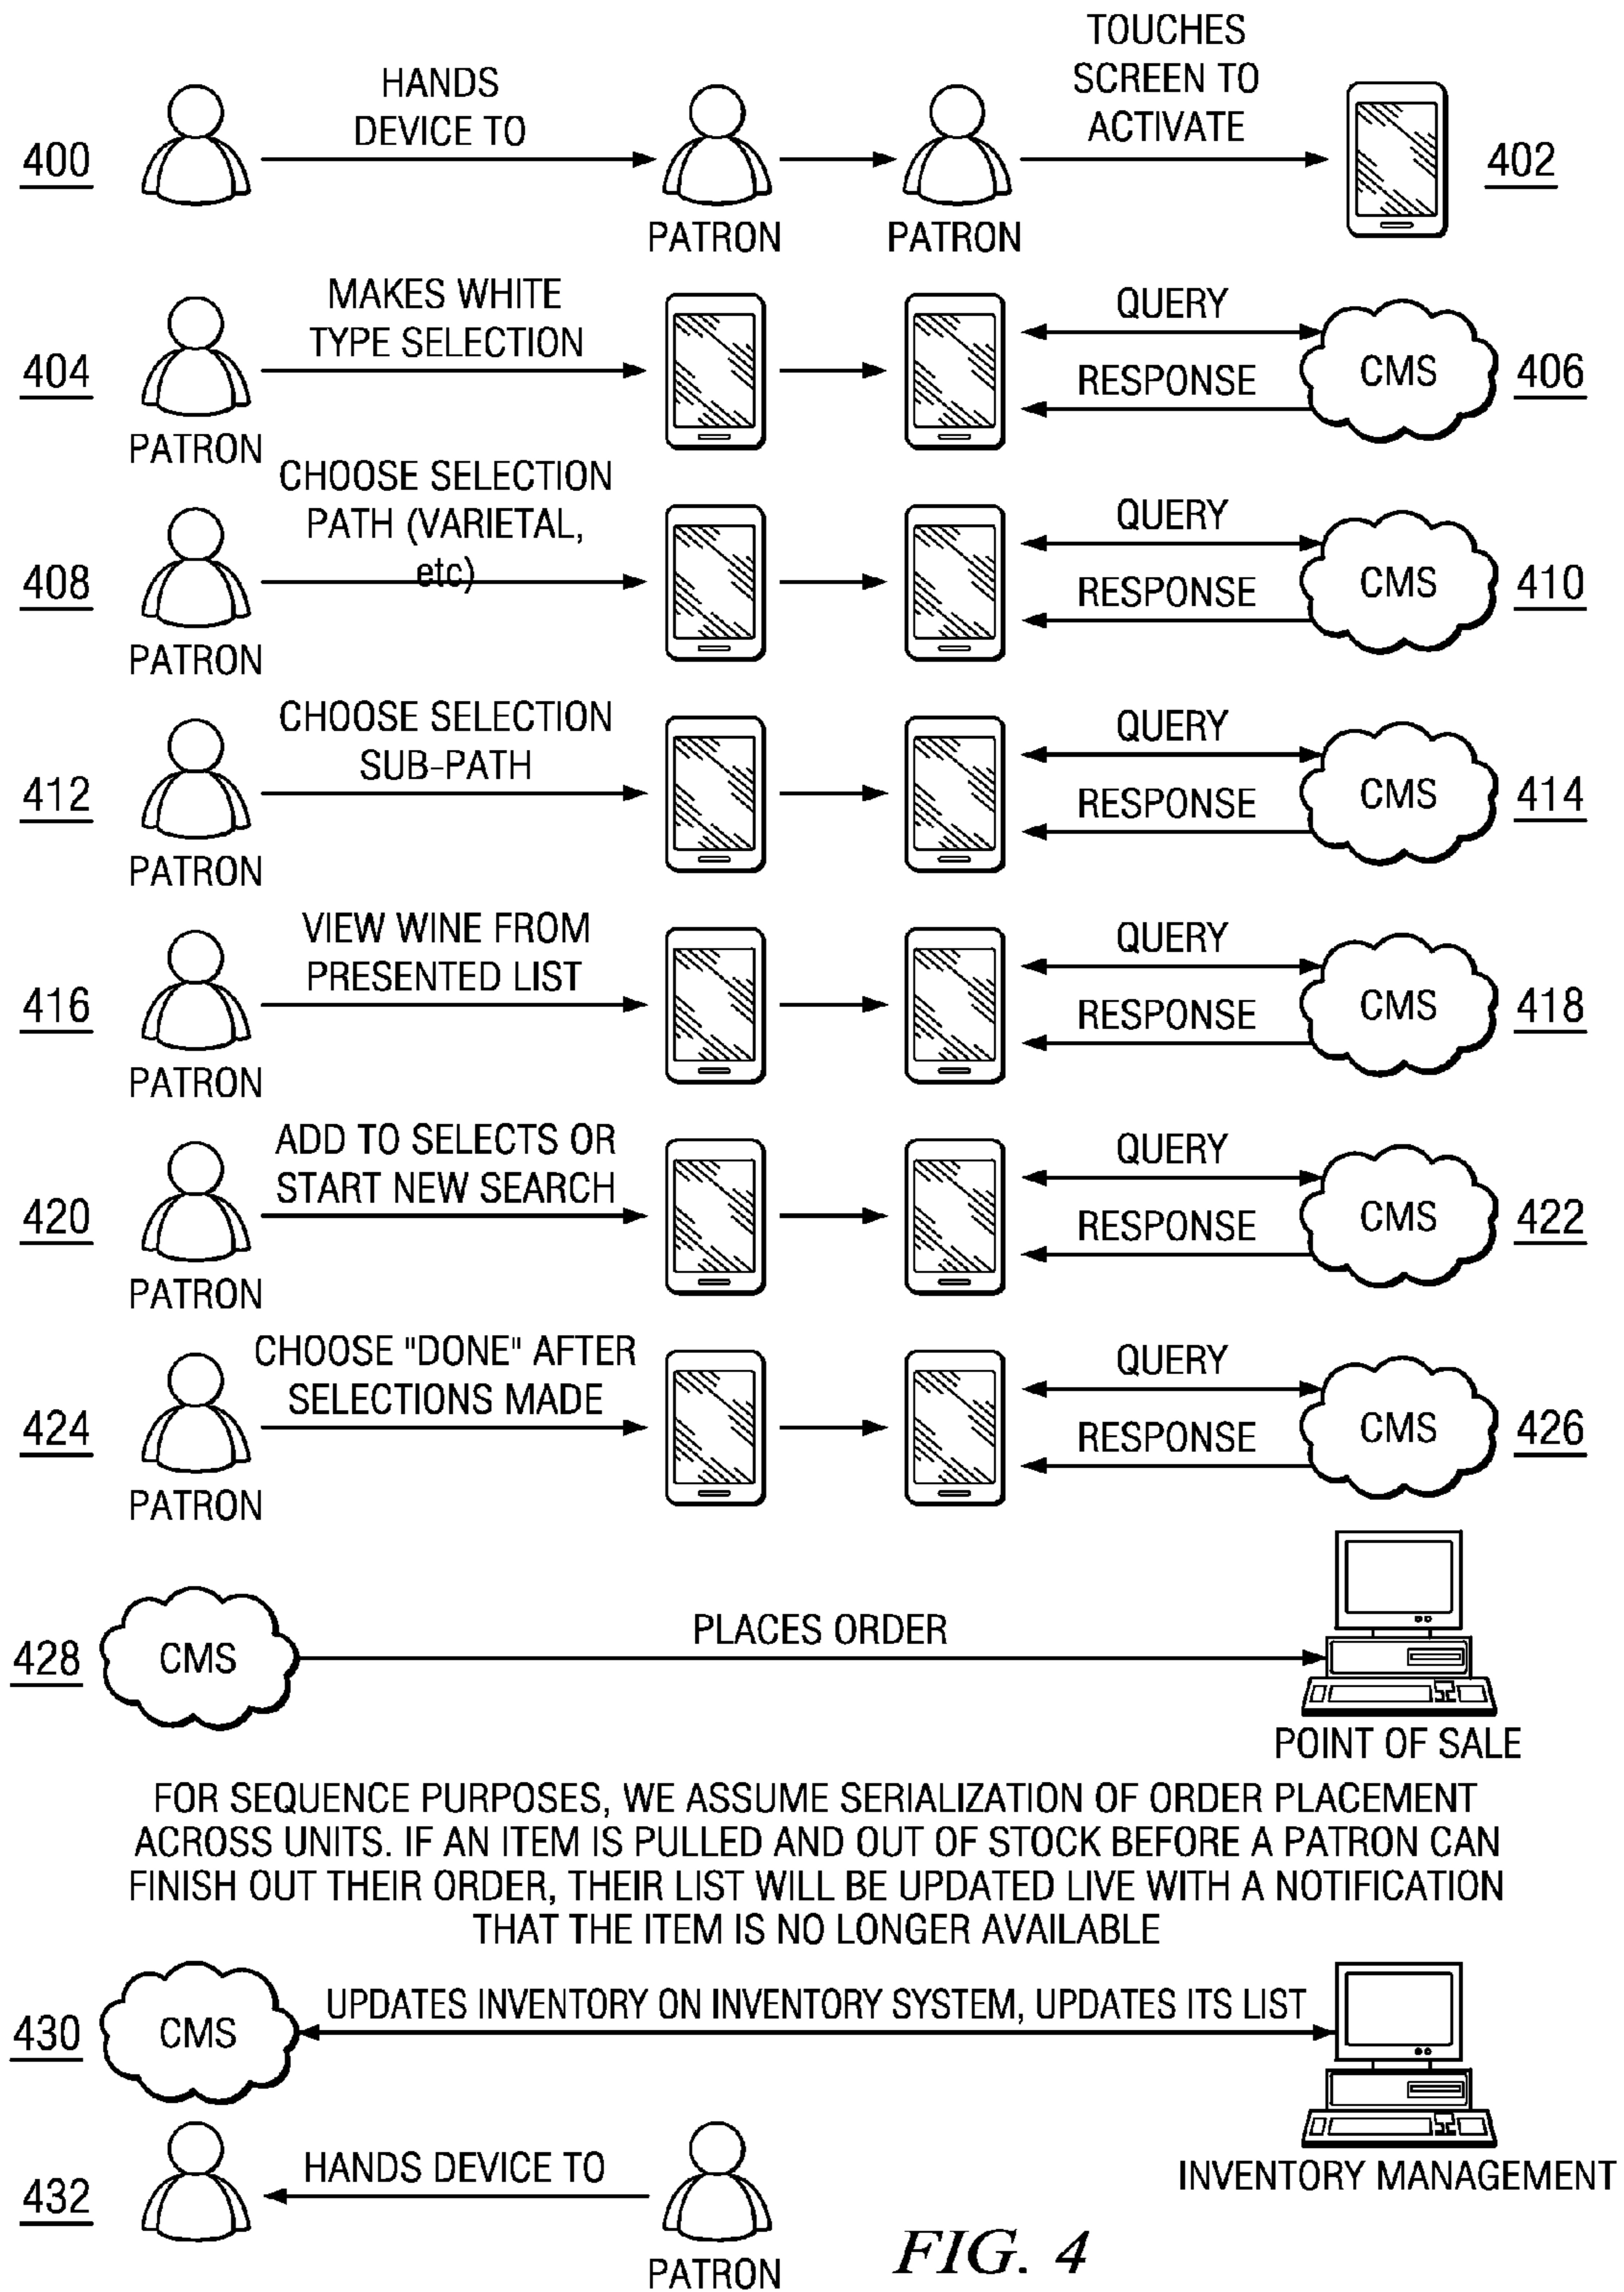 HANDS
DEVICE TO
TOUCHES
SCREEN TO
ACTIVATE
400
402
PATRON
PATRON
MAKES WHITE
TYPE SELECTION
QUERY
RESPONSE
CMS
404
406
PATRON
CHOOSE SELECTION
PATH (VARIETAL,
etc)
QUERY
RESPONSE
CMS
408
410
PATRON
CHOOSE SELECTION
SUB-PATH
QUERY
RESPONSE
CMS
412
414
PATRON
VIEW WINE FROM
PRESENTED LIST
QUERY
RESPONSE
CMS
416
418
PATRON
ADD TO SELECTS OR
START NEW SEARCH
QUERY
RESPONSE
CMS
420
422
PATRON
CHOOSE "DONE" AFTER
SELECTIONS MADE
QUERY
RESPONSE
CMS
424
426
PATRON
428
CMS
PLACES ORDER
POINT OF SALE
FOR SEQUENCE PURPOSES, WE ASSUME SERIALIZATION OF ORDER PLACEMENT
ACROSS UNITS. IF AN ITEM IS PULLED AND OUT OF STOCK BEFORE A PATRON CAN
FINISH OUT THEIR ORDER, THEIR LIST WILL BE UPDATED LIVE WITH A NOTIFICATION
THAT THE ITEM IS NO LONGER AVAILABLE
430
CMS
UPDATES INVENTORY ON INVENTORY SYSTEM, UPDATES ITS LIST
INVENTORY MANAGEMENT
432
HANDS DEVICE TO
PATRON
FIG. 4